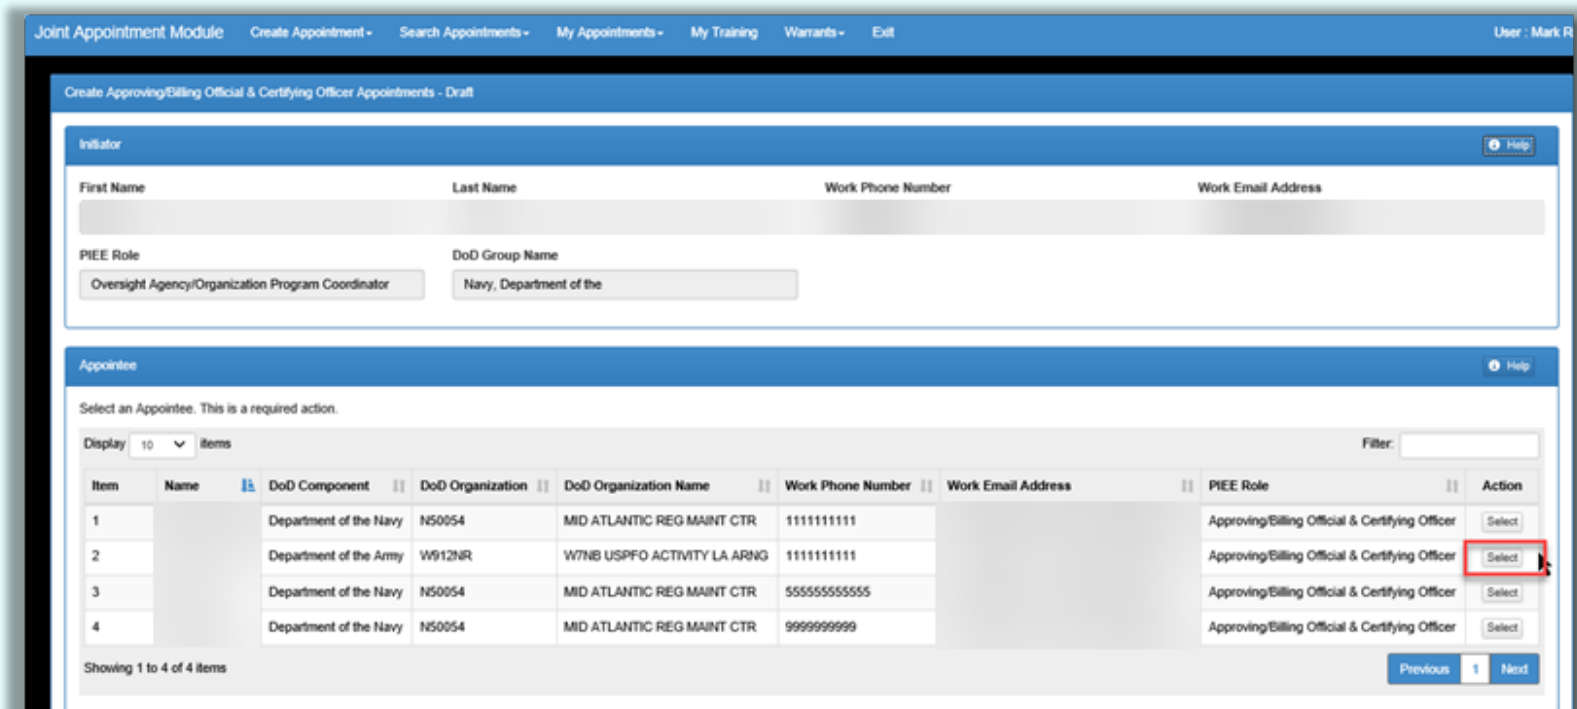 Joint Appointment Module Create Appointment Search Appointments My Appointments My Training Warrants Exit User : Mark R
Create Approving/Billing Official & Certifying Officer Appointments - Draft
Initiator Help
First Name Last Name Work Phone Number Work Email Address
PIEE Role DoD Group Name
Oversight Agency/Organization Program Coordinator Navy, Department of the
Appointee Help
Select an Appointee. This is a required action.
Display 10 items Filter:
Item Name DoD Component DoD Organization DoD Organization Name Work Phone Number Work Email Address PIEE Role Action
1 Department of the Navy N50054 MID ATLANTIC REG MAINT CTR 1111111111 Approving/Billing Official & Certifying Officer Select
2 Department of the Army W912NR W7NB USPFO ACTIVITY LA ARNG 1111111111 Approving/Billing Official & Certifying Officer Select
3 Department of the Navy N50054 MID ATLANTIC REG MAINT CTR 555555555555 Approving/Billing Official & Certifying Officer Select
4 Department of the Navy N50054 MID ATLANTIC REG MAINT CTR 9999999999 Approving/Billing Official & Certifying Officer Select
Showing 1 to 4 of 4 items Previous 1 Next